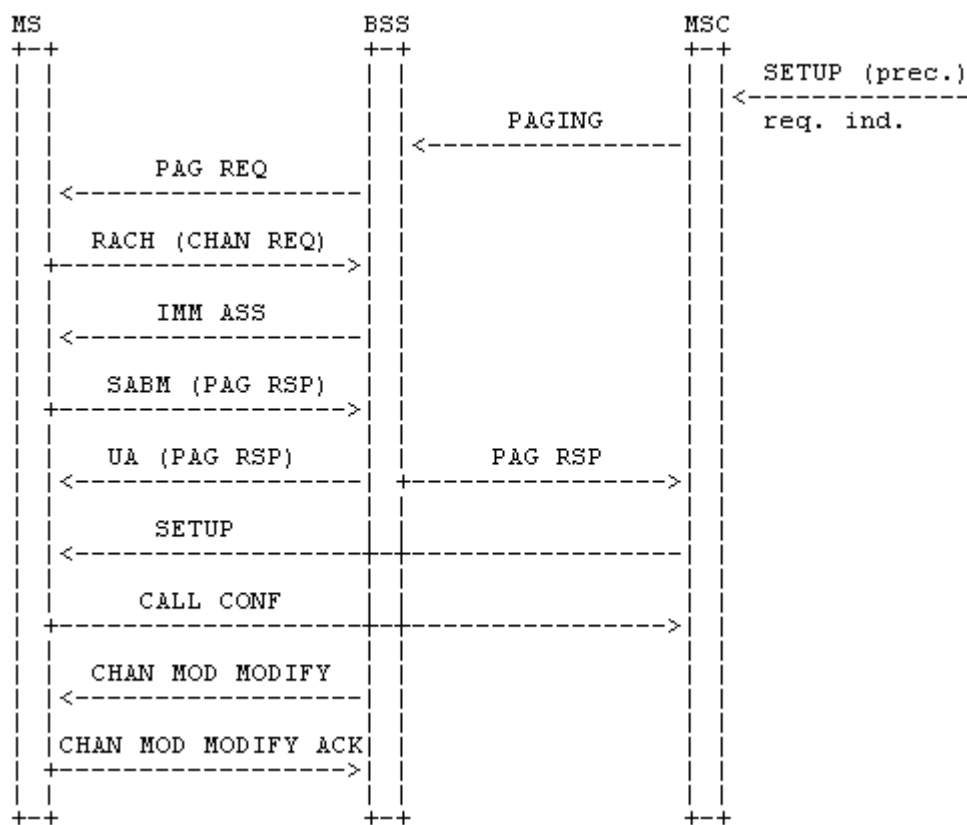 MS BSS MSC
SETUP (prec.)
PAGING
req. ind.
PAG REQ
RACH (CHAN REQ)
IMM ASS
SABM (PAG RSP)
UA (PAG RSP) PAG RSP
SETUP
CALL CONF
CHAN MOD MODIFY
CHAN MOD MODIFY ACK